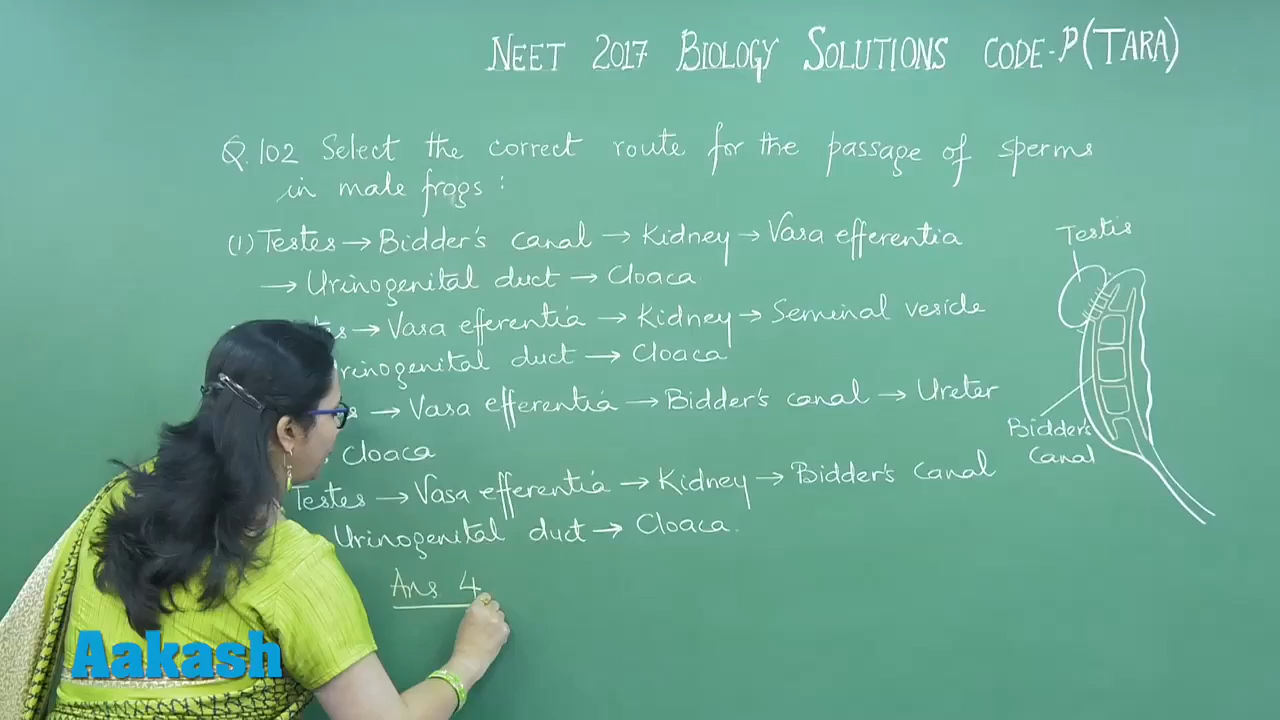 NEET 2017 BIOLOGY SOLUTIONS CODE-P(TARA)
Q.102 Select the correct route for the passage of sperms
in male frogs :
(1) Testes → Bidder's canal → Kidney → Vasa efferentia
→ Urinogenital duct → Cloaca
→ Vasa efferentia → Kidney → Seminal vesicle
duct → Cloaca
→ Vasa efferentia → Bidder's canal → Ureter
Cloaca
Testes → Vasa efferentia → Kidney → Bidder's canal
Urinogenital duct → Cloaca.
Ans 4
Testis
Bidder's
canal
Aakash